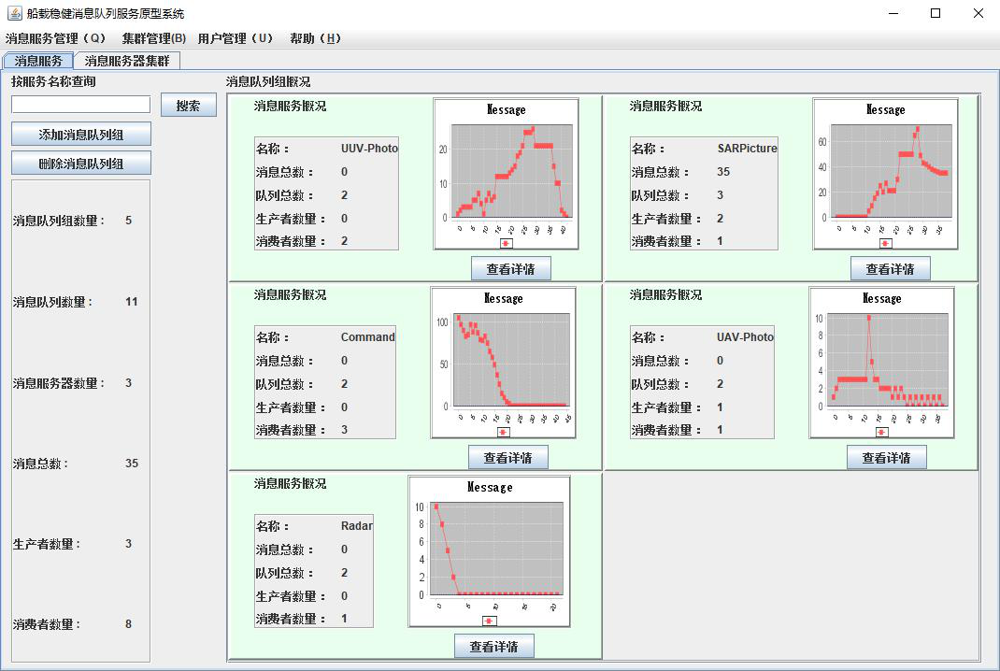 船载稳健消息队列服务原型系统
消息服务管理(Q) 集群管理(B) 用户管理(U) 帮助(H)
消息服务 消息服务器集群
按服务名称查询
搜索
添加消息队列组
删除消息队列组
消息队列组数量: 5
消息队列数量: 11
消息服务器数量: 3
消息总数: 35
生产者数量: 3
消费者数量: 8
消息队列组概况
消息服务概况
名称: UUV-Photo
消息总数: 0
队列总数: 2
生产者数量: 0
消费者数量: 2
Message
20
10
0
0 5 10 15 20 25 30 35 40
查看详情
消息服务概况
名称: SARPicture
消息总数: 35
队列总数: 3
生产者数量: 2
消费者数量: 1
Message
60
40
20
0
0 5 10 15 20 25 30 35
查看详情
消息服务概况
名称: Command
消息总数: 0
队列总数: 2
生产者数量: 0
消费者数量: 3
Message
100
50
0
0 5 10 15 20 25 30 35 40 45
查看详情
消息服务概况
名称: UAV-Photo
消息总数: 0
队列总数: 2
生产者数量: 1
消费者数量: 1
Message
10
8
6
4
2
0
0 5 10 15 20 25 30 35
查看详情
消息服务概况
名称: Radar
消息总数: 0
队列总数: 2
生产者数量: 0
消费者数量: 1
Message
10
8
6
4
2
0
0 5 10 15 20
查看详情